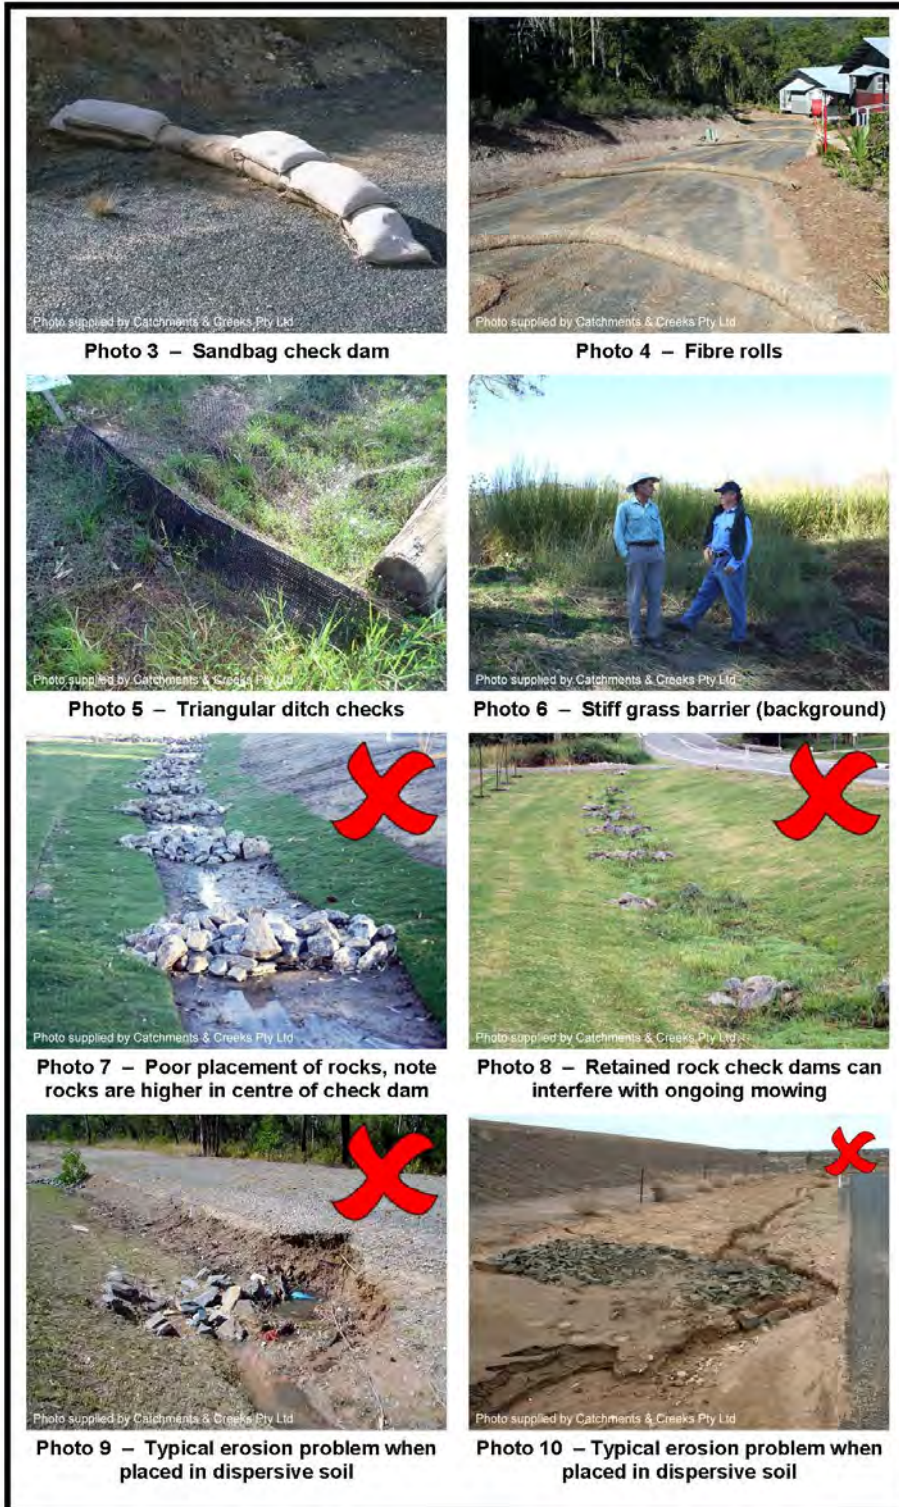 Photo supplied by Catchments & Creeks Pty Ltd
Photo supplied by Catchments & Creeks Pty Ltd
Photo 3 – Sandbag check dam
Photo 4 – Fibre rolls
Photo supplied by Catchments & Creeks Pty Ltd
Photo supplied by Catchments & Creeks Pty Ltd
Photo 5 – Triangular ditch checks
Photo 6 – Stiff grass barrier (background)
Photo supplied by Catchments & Creeks Pty Ltd
Photo supplied by Catchments & Creeks Pty Ltd
Photo 7 – Poor placement of rocks, note
rocks are higher in centre of check dam
Photo 8 – Retained rock check dams can
interfere with ongoing mowing
Photo supplied by Catchments & Creeks Pty Ltd
Photo supplied by Catchments & Creeks Pty Ltd
Photo 9 – Typical erosion problem when
placed in dispersive soil
Photo 10 – Typical erosion problem when
placed in dispersive soil